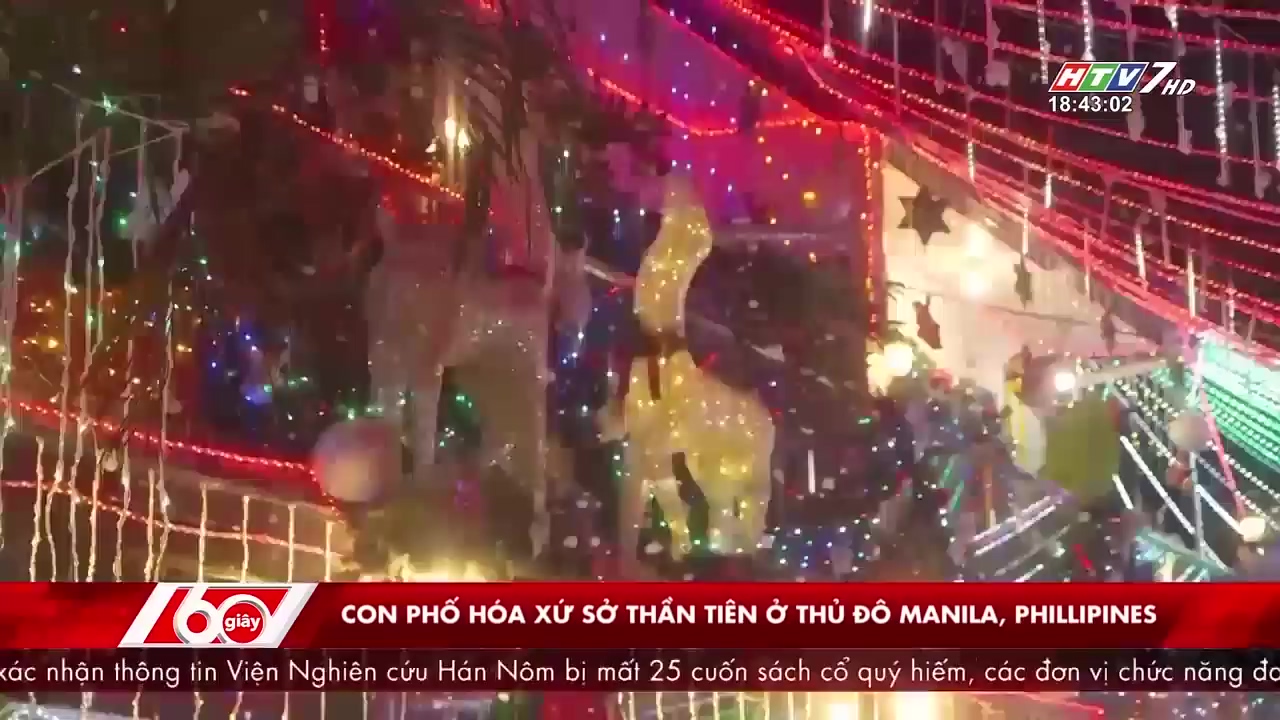 HTV7 HD
18:43:02
60 giây
CON PHỐ HÓA XỨ SỞ THẦN TIÊN Ở THỦ ĐÔ MANILA, PHILLIPINES
xác nhận thông tin Viện Nghiên cứu Hán Nôm bị mất 25 cuốn sách cổ quý hiếm, các đơn vị chức năng